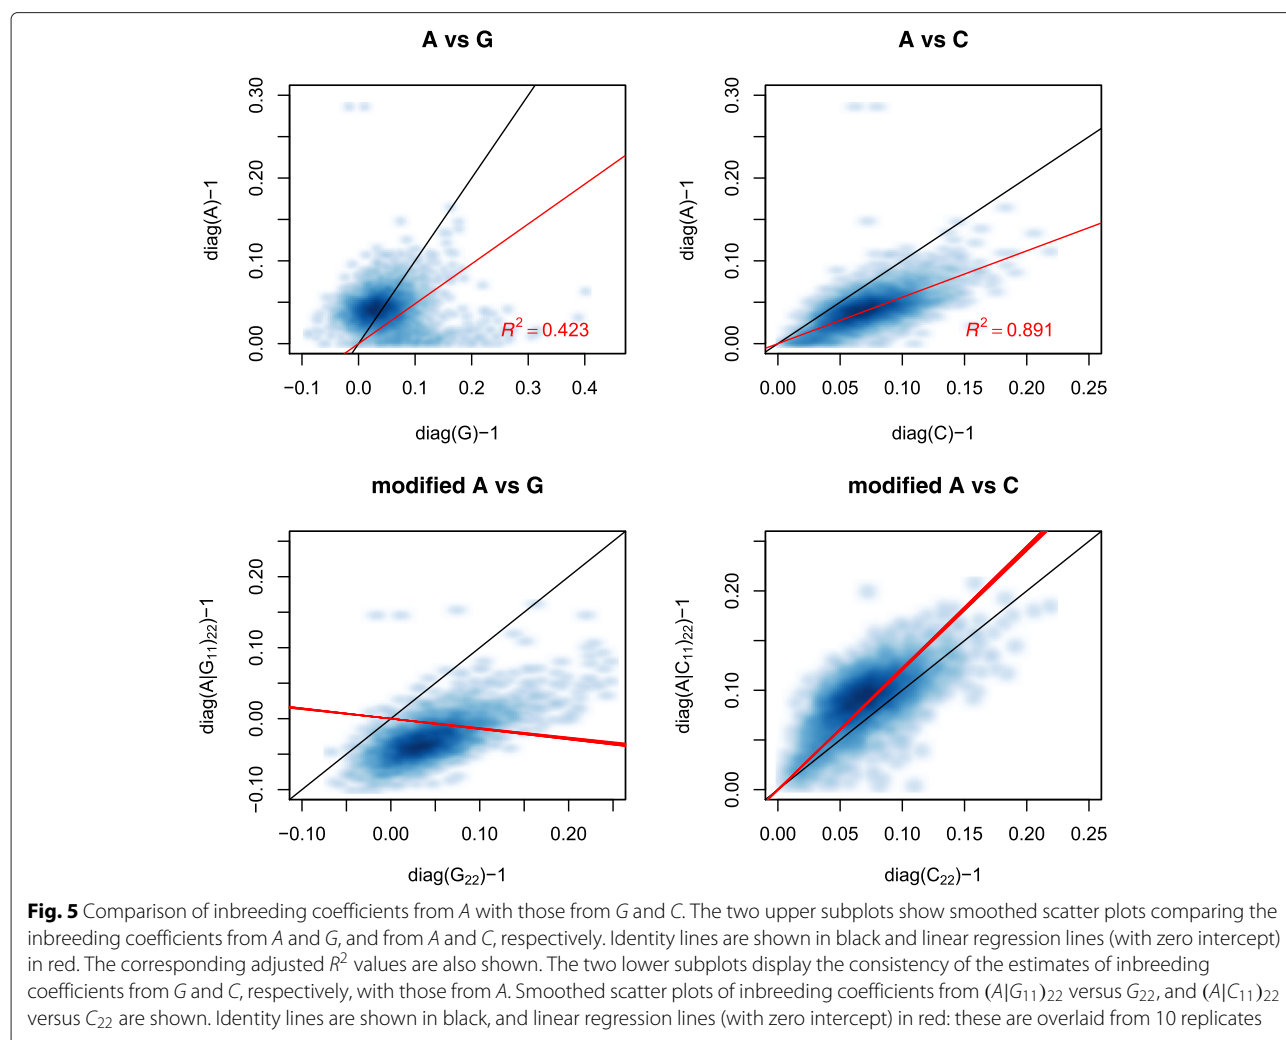 A vs G
0.30
0.20
0.10
0.00
diag(A)−1
R² = 0.423
−0.1 0.0 0.1 0.2 0.3 0.4
diag(G)−1
A vs C
0.30
0.20
0.10
0.00
diag(A)−1
R² = 0.891
0.00 0.05 0.10 0.15 0.20 0.25
diag(C)−1
modified A vs G
0.20
0.10
0.00
−0.10
diag(A|G₁₁)₂₂)−1
−0.10 0.00 0.10 0.20
diag(G₂₂)−1
modified A vs C
0.20
0.10
0.00
diag(A|C₁₁)₂₂)−1
0.00 0.05 0.10 0.15 0.20 0.25
diag(C₂₂)−1
Fig. 5 Comparison of inbreeding coefficients from A with those from G and C. The two upper subplots show smoothed scatter plots comparing the
inbreeding coefficients from A and G, and from A and C, respectively. Identity lines are shown in black and linear regression lines (with zero intercept)
in red. The corresponding adjusted R² values are also shown. The two lower subplots display the consistency of the estimates of inbreeding
coefficients from G and C, respectively, with those from A. Smoothed scatter plots of inbreeding coefficients from (A|G₁₁)₂₂ versus G₂₂, and (A|C₁₁)₂₂
versus C₂₂ are shown. Identity lines are shown in black, and linear regression lines (with zero intercept) in red: these are overlaid from 10 replicates